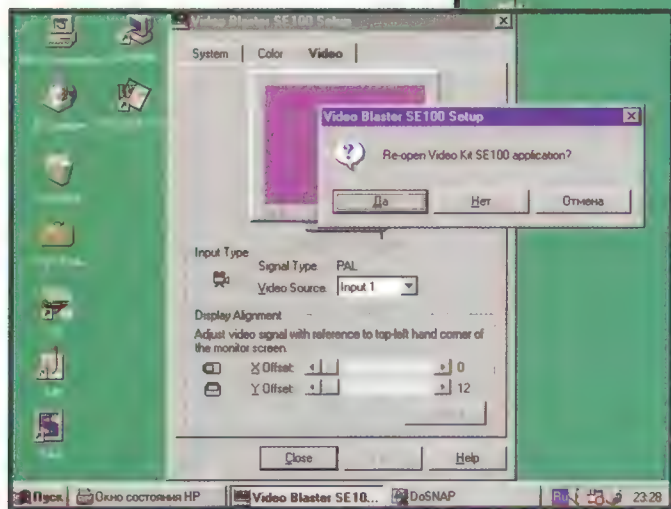 Video Blaster SE100 Setup
System Color Video
Video Blaster SE100 Setup
Re-open Video Kit SE100 application?
Да Нет Отмена
Input Type
Signal Type PAL
Video Source Input 1
Display Alignment
Adjust video signal with reference to top-left hand corner of
the monitor screen.
X Offset: 0
Y Offset: 12
Close Help
Пуск Окно состояния HP Video Blaster SE10... DoSNAP Ru 23:28